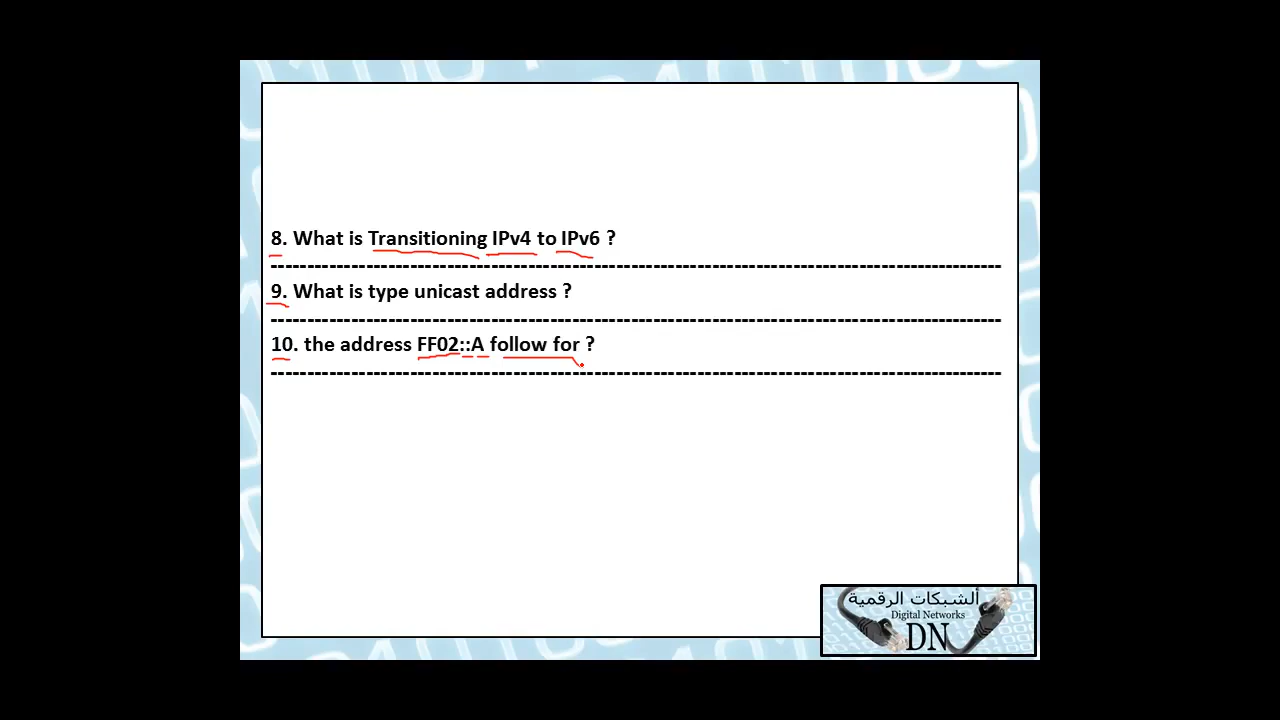 8. What is Transitioning IPv4 to IPv6 ?
9. What is type unicast address ?
10. the address FF02::A follow for ?
ألشبكات الرقمية
Digital Networks
DN